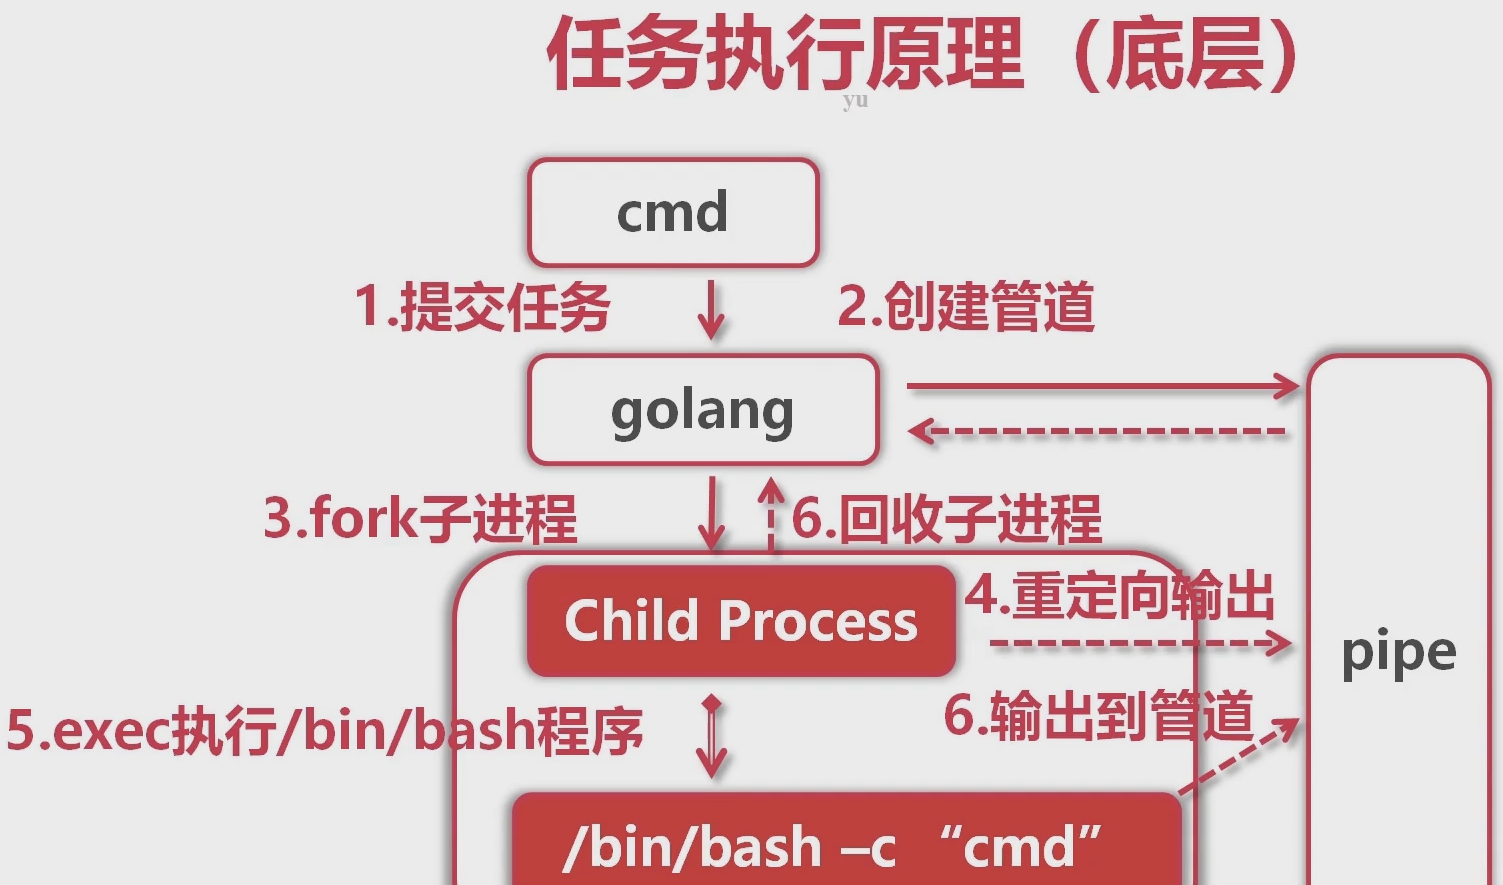 任务执行原理（底层）
yu
cmd
1.提交任务
2.创建管道
golang
3.fork子进程
6.回收子进程
Child Process
4.重定向输出
pipe
5.exec执行/bin/bash程序
6.输出到管道
/bin/bash –c “cmd”